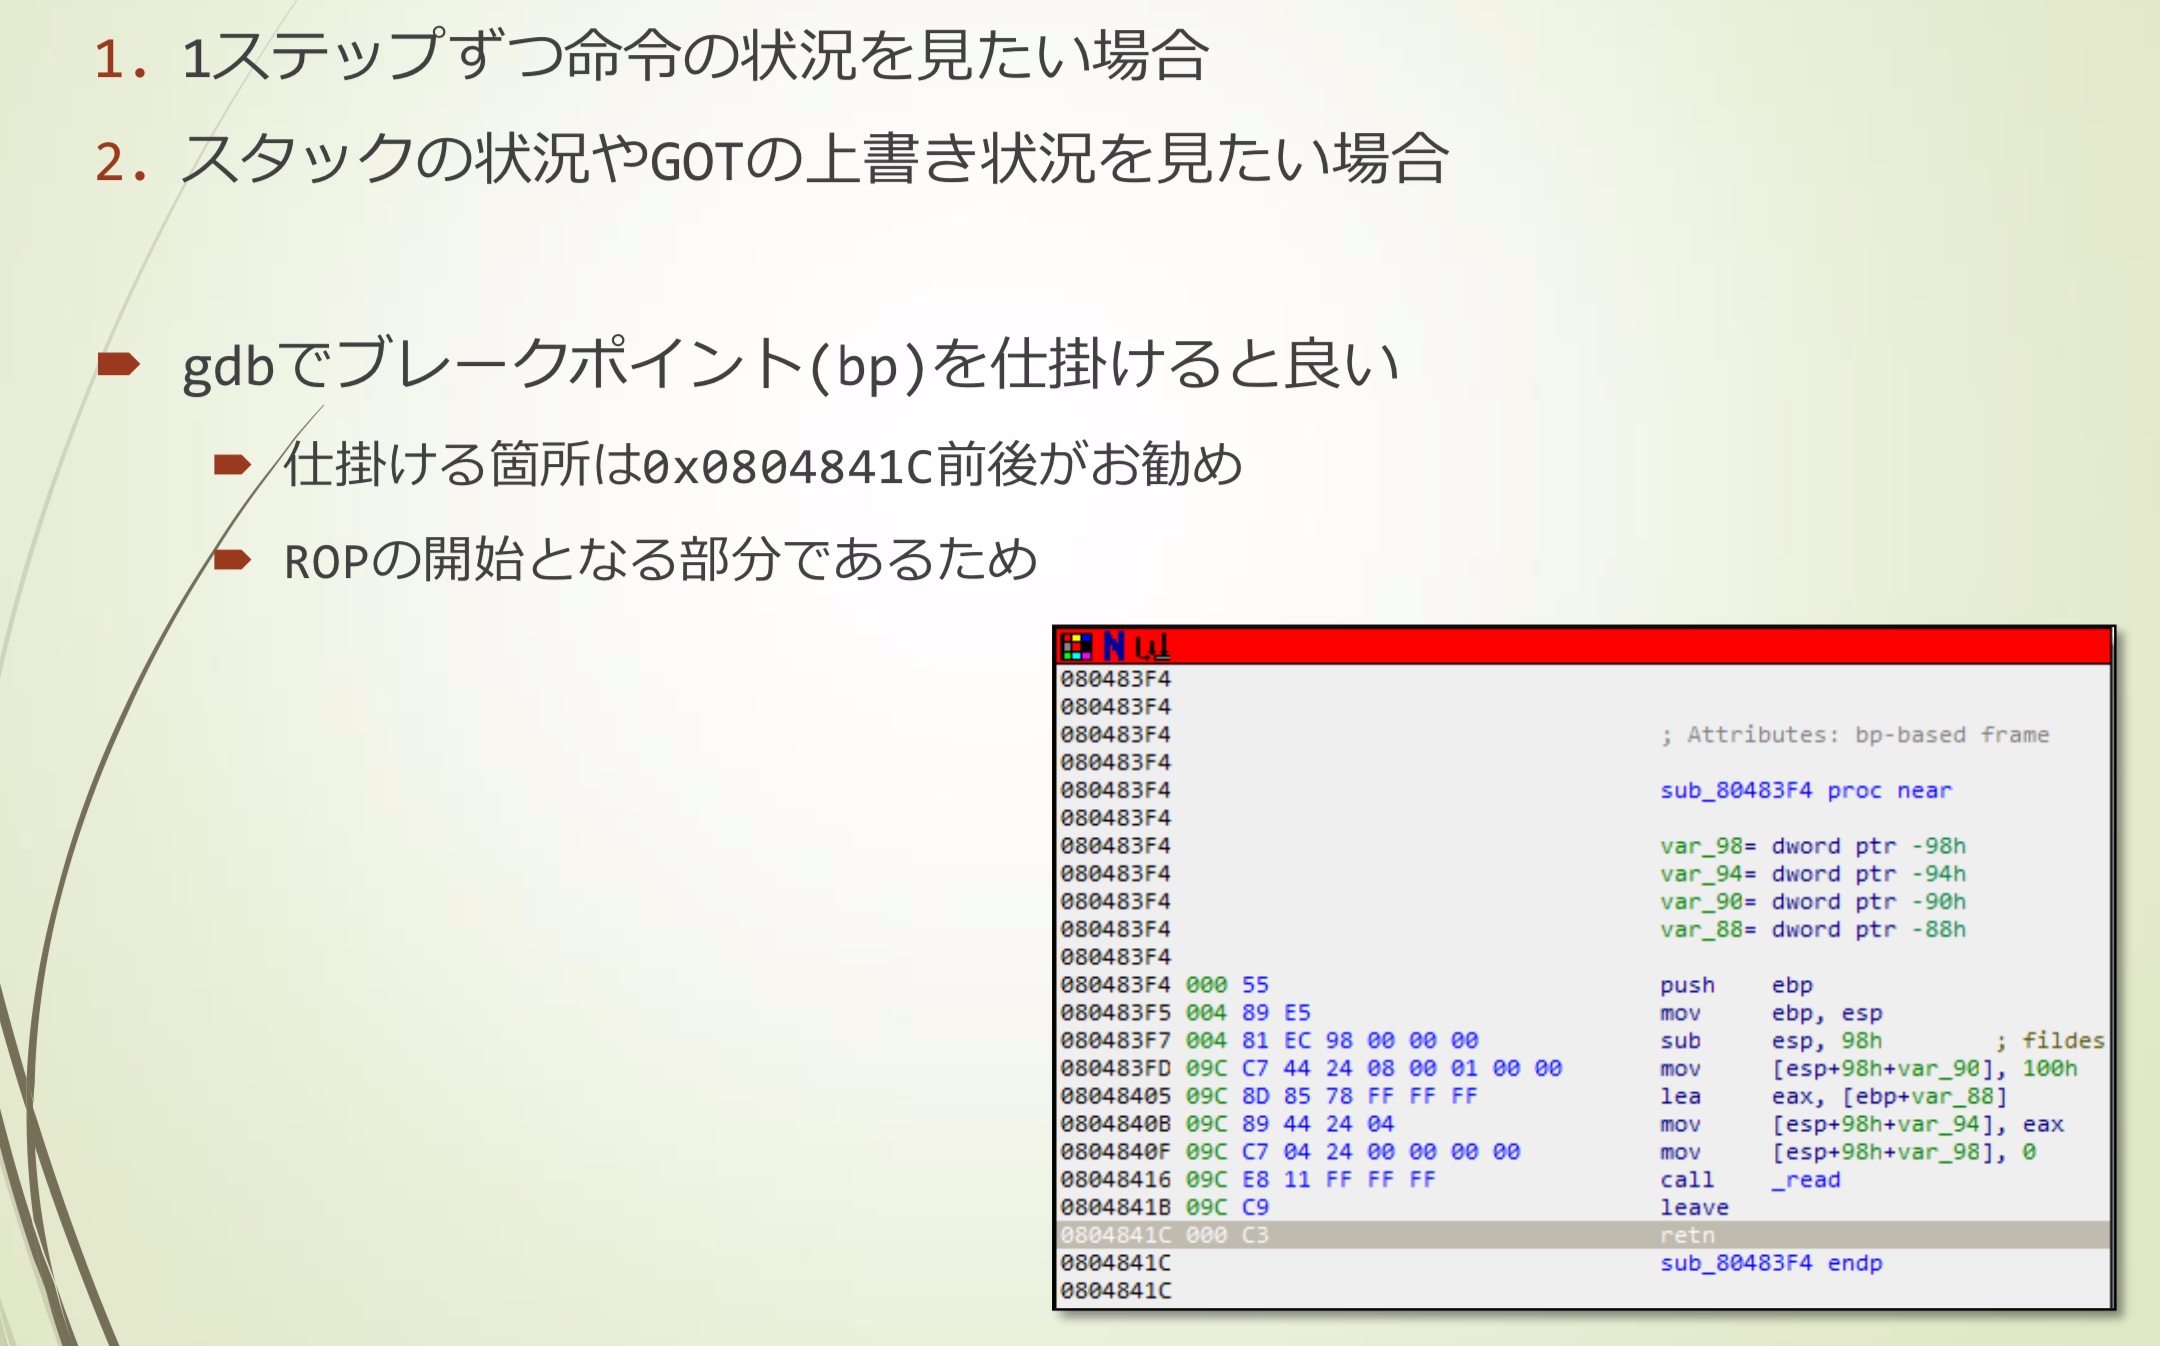 1. 1ステップずつ命令の状況を見たい場合
2. スタックの状況やGOTの上書き状況を見たい場合
gdbでブレークポイント(bp)を仕掛けると良い
仕掛ける箇所は0x0804841C前後がお勧め
ROPの開始となる部分であるため
N
080483F4
080483F4
080483F4 ; Attributes: bp-based frame
080483F4
080483F4 sub_80483F4 proc near
080483F4
080483F4 var_98= dword ptr -98h
080483F4 var_94= dword ptr -94h
080483F4 var_90= dword ptr -90h
080483F4 var_88= dword ptr -88h
080483F4
080483F4 000 55 push ebp
080483F5 004 89 E5 mov ebp, esp
080483F7 004 81 EC 98 00 00 00 sub esp, 98h ; fildes
080483FD 09C C7 44 24 08 00 01 00 00 mov [esp+98h+var_90], 100h
08048405 09C 8D 85 78 FF FF FF lea eax, [ebp+var_88]
0804840B 09C 89 44 24 04 mov [esp+98h+var_94], eax
0804840F 09C C7 04 24 00 00 00 00 mov [esp+98h+var_98], 0
08048416 09C E8 11 FF FF FF call _read
0804841B 09C C9 leave
0804841C 000 C3 retn
0804841C sub_80483F4 endp
0804841C